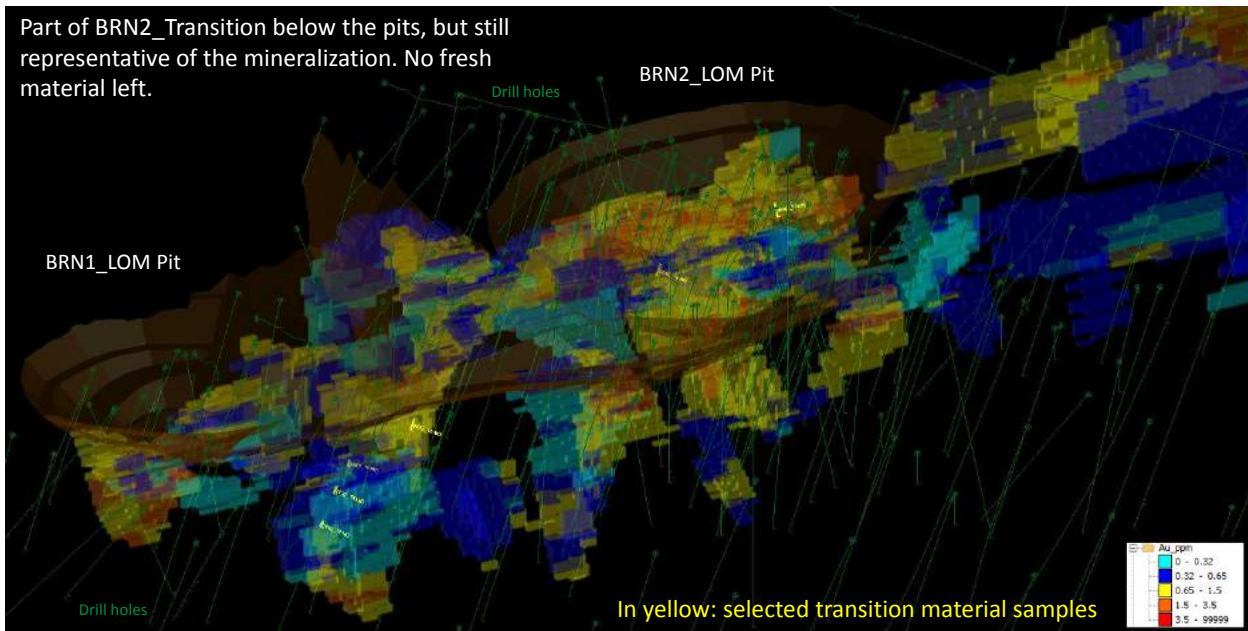 Part of BRN2_Transition below the pits, but still
representative of the mineralization. No fresh
material left.
BRN2_LOM Pit
Drill holes
BRN1_LOM Pit
Drill holes
In yellow: selected transition material samples
Au_ppm
0 - 0.32
0.32 - 0.65
0.65 - 1.5
1.5 - 3.5
3.5 - 99999